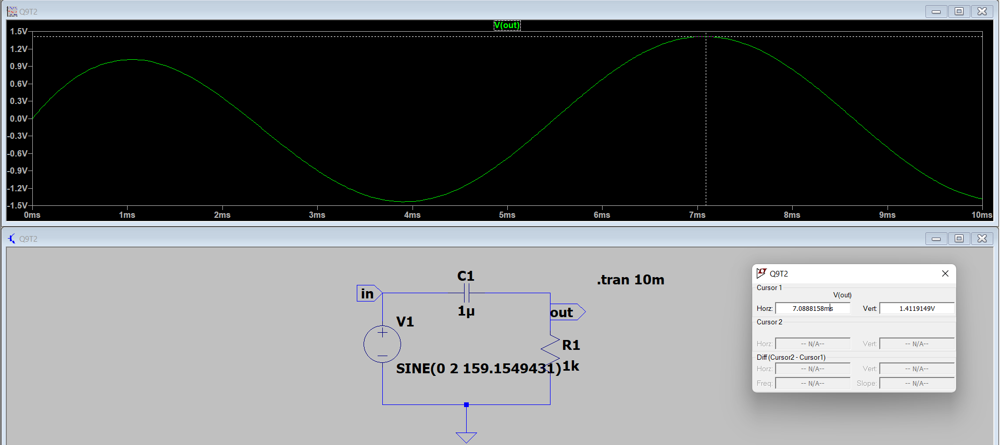 Q9T2
V(out)
1.5V
1.2V
0.9V
0.6V
0.3V
0.0V
-0.3V
-0.6V
-0.9V
-1.2V
-1.5V
0ms 1ms 2ms 3ms 4ms 5ms 6ms 7ms 8ms 9ms 10ms
Q9T2
C1
.tran 10m
in
1µ
out
V1
R1
SINE(0 2 159.1549431)
1k
Q9T2
Cursor 1
V(out)
Horz: 7.0888158ms Vert: 1.4119149V
Cursor 2
Horz: -- N/A-- Vert: -- N/A--
Diff (Cursor2 - Cursor1)
Horz: -- N/A-- Vert: -- N/A--
Freq: -- N/A-- Slope: -- N/A--